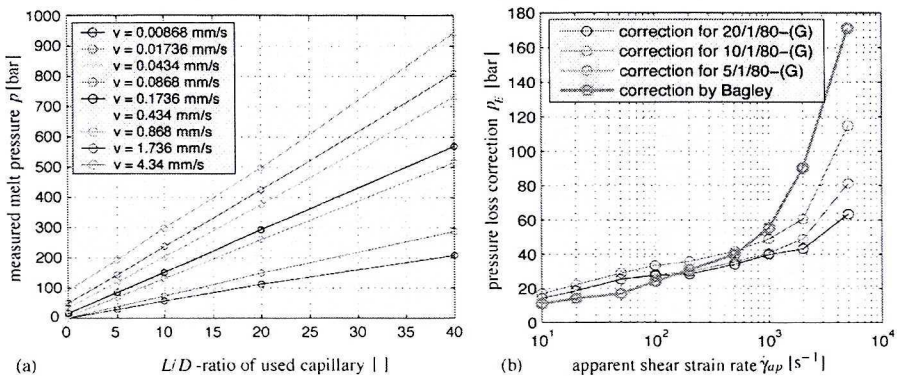 1000
900
800
700
600
500
400
300
200
100
0
measured melt pressure p [bar]
v = 0.00868 mm/s
v = 0.01736 mm/s
v = 0.0434 mm/s
v = 0.0868 mm/s
v = 0.1736 mm/s
v = 0.434 mm/s
v = 0.868 mm/s
v = 1.736 mm/s
v = 4.34 mm/s
0 5 10 15 20 25 30 35 40
(a) L/D -ratio of used capillary [ ]
180
160
140
120
100
80
60
40
20
0
pressure loss correction pE [bar]
correction for 20/1/80-(G)
correction for 10/1/80-(G)
correction for 5/1/80-(G)
correction by Bagley
10^1 10^2 10^3 10^4
(b) apparent shear strain rate γ̇ap [s^-1]